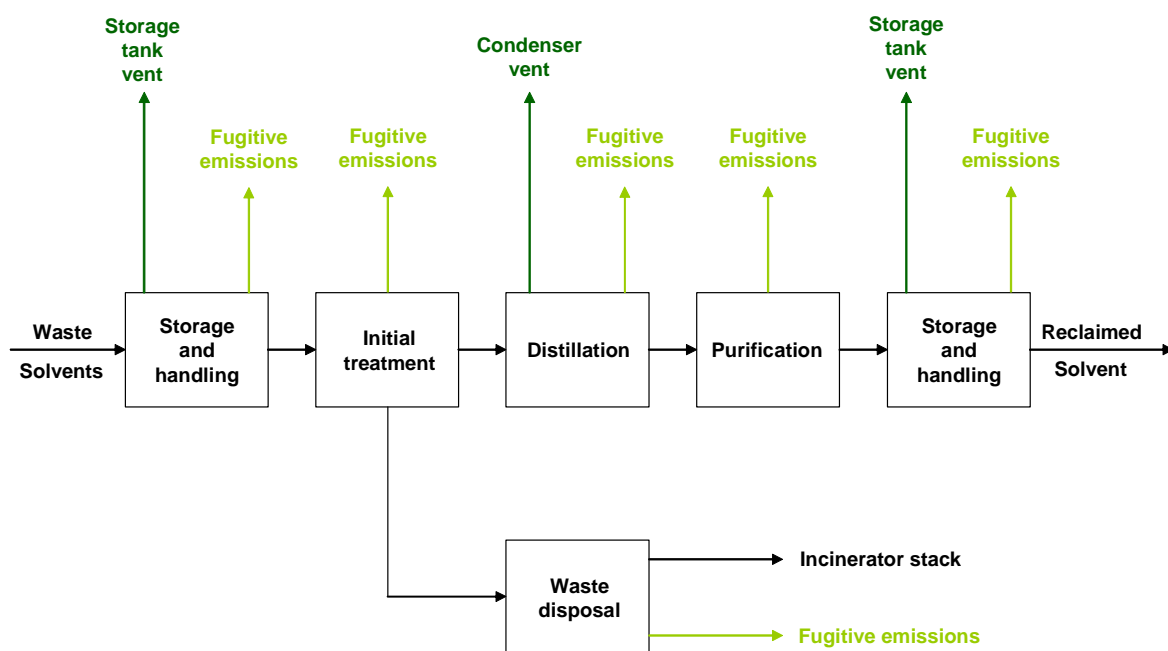 Storage
tank
vent
Condenser
vent
Storage
tank
vent
Fugitive
emissions
Fugitive
emissions
Fugitive
emissions
Fugitive
emissions
Fugitive
emissions
Waste
Solvents
Storage
and
handling
Initial
treatment
Distillation
Purification
Storage
and
handling
Reclaimed
Solvent
Waste
disposal
Incinerator stack
Fugitive emissions